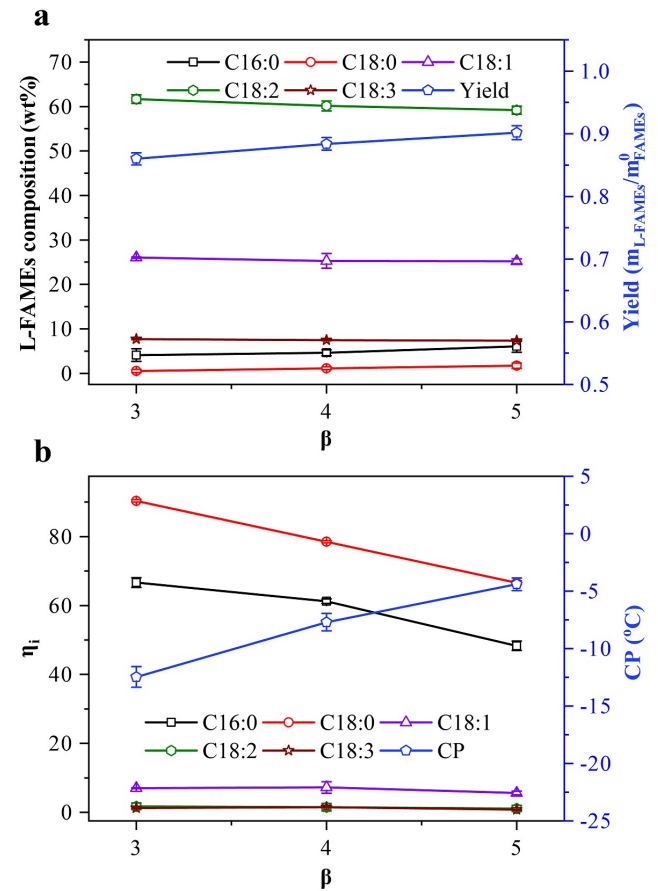 a
C16:0 C18:0 C18:1
C18:2 C18:3 Yield
70
60
50
40
30
20
10
0
L-FAMEs composition (wt%)
1.0
0.9
0.8
0.7
0.6
0.5
Yield (mL-FAMEs/m0FAMEs)
3 4 5
β
b
80
60
40
20
0
ηi
5
0
-5
-10
-15
-20
-25
CP (oC)
C16:0 C18:0 C18:1
C18:2 C18:3 CP
3 4 5
β